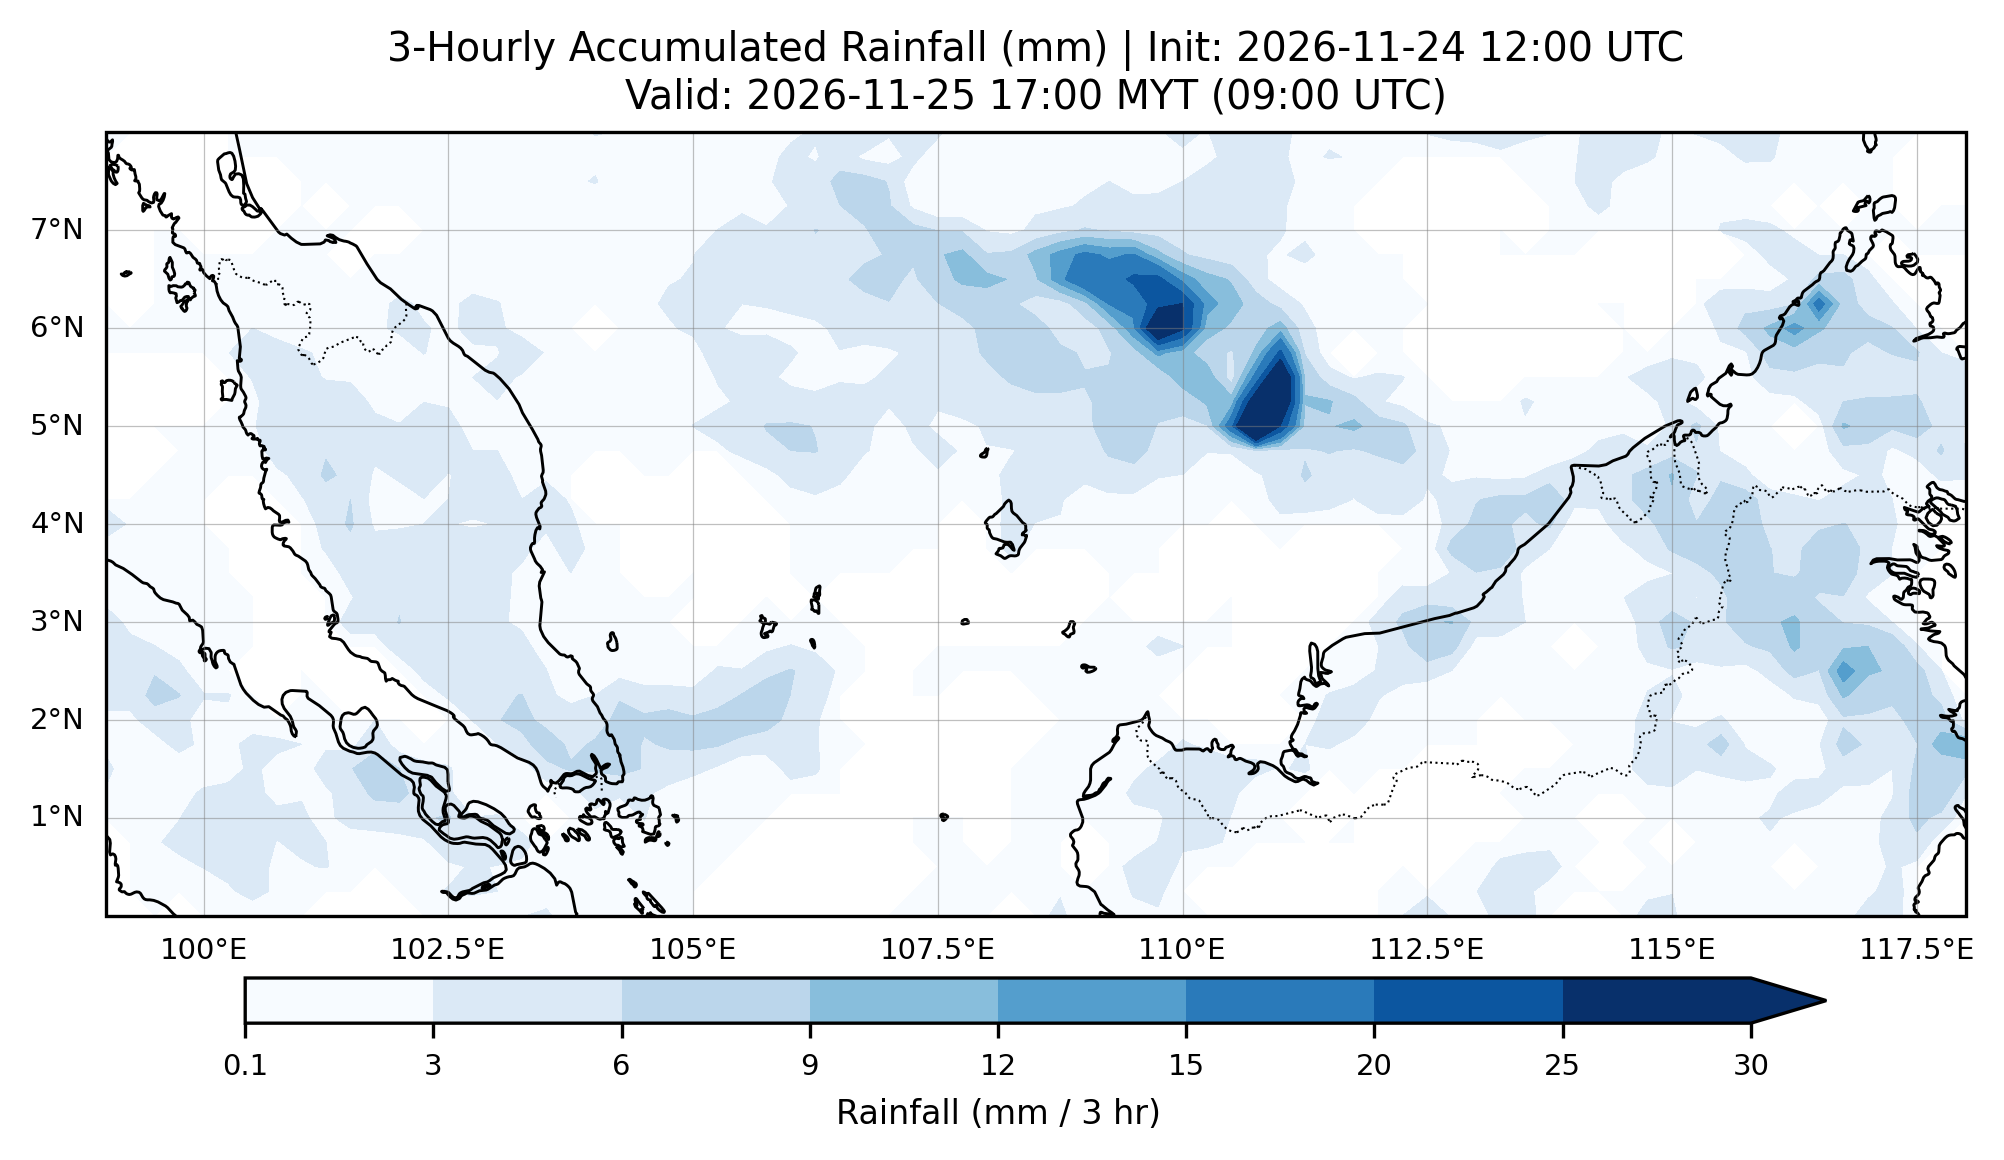 3-Hourly Accumulated Rainfall (mm) | Init: 2026-11-24 12:00 UTC
Valid: 2026-11-25 17:00 MYT (09:00 UTC)
7°N
6°N
5°N
4°N
3°N
2°N
1°N
100°E 102.5°E 105°E 107.5°E 110°E 112.5°E 115°E 117.5°E
0.1 3 6 9 12 15 20 25 30
Rainfall (mm / 3 hr)